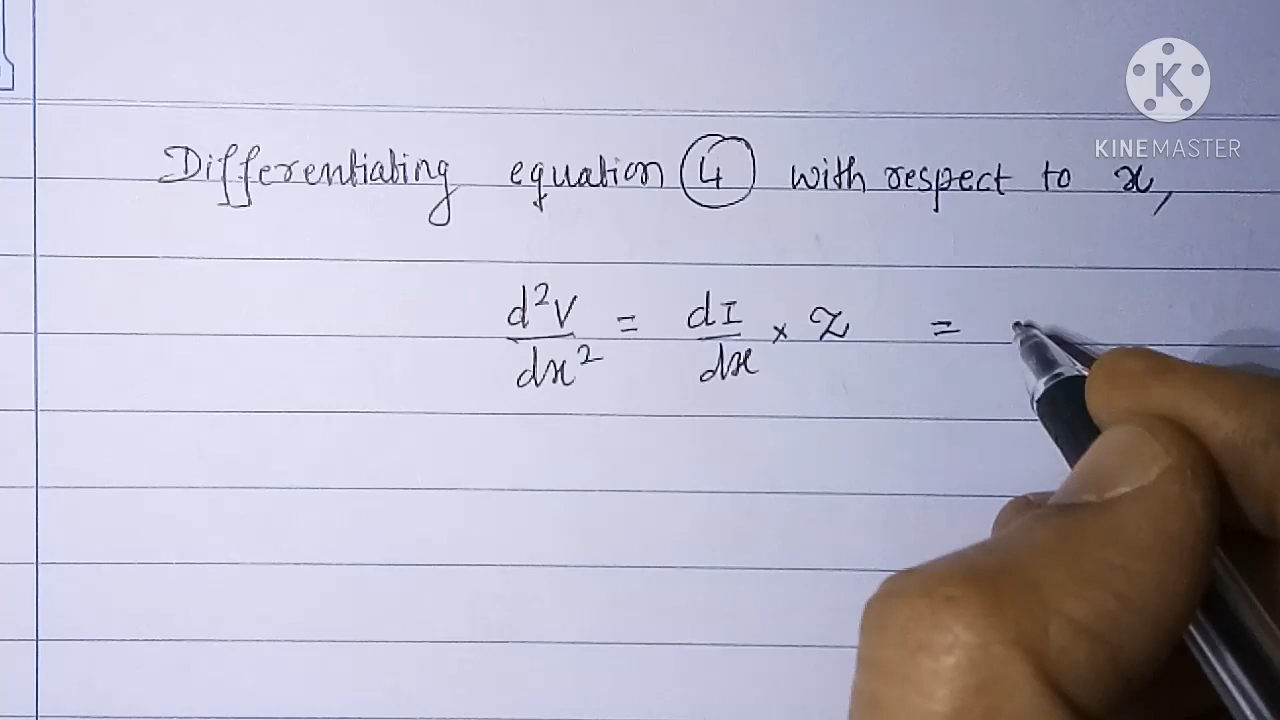 K
KINEMASTER
Differentiating equation 4 with respect to x,
d²V/dx² = dI/dx × z =